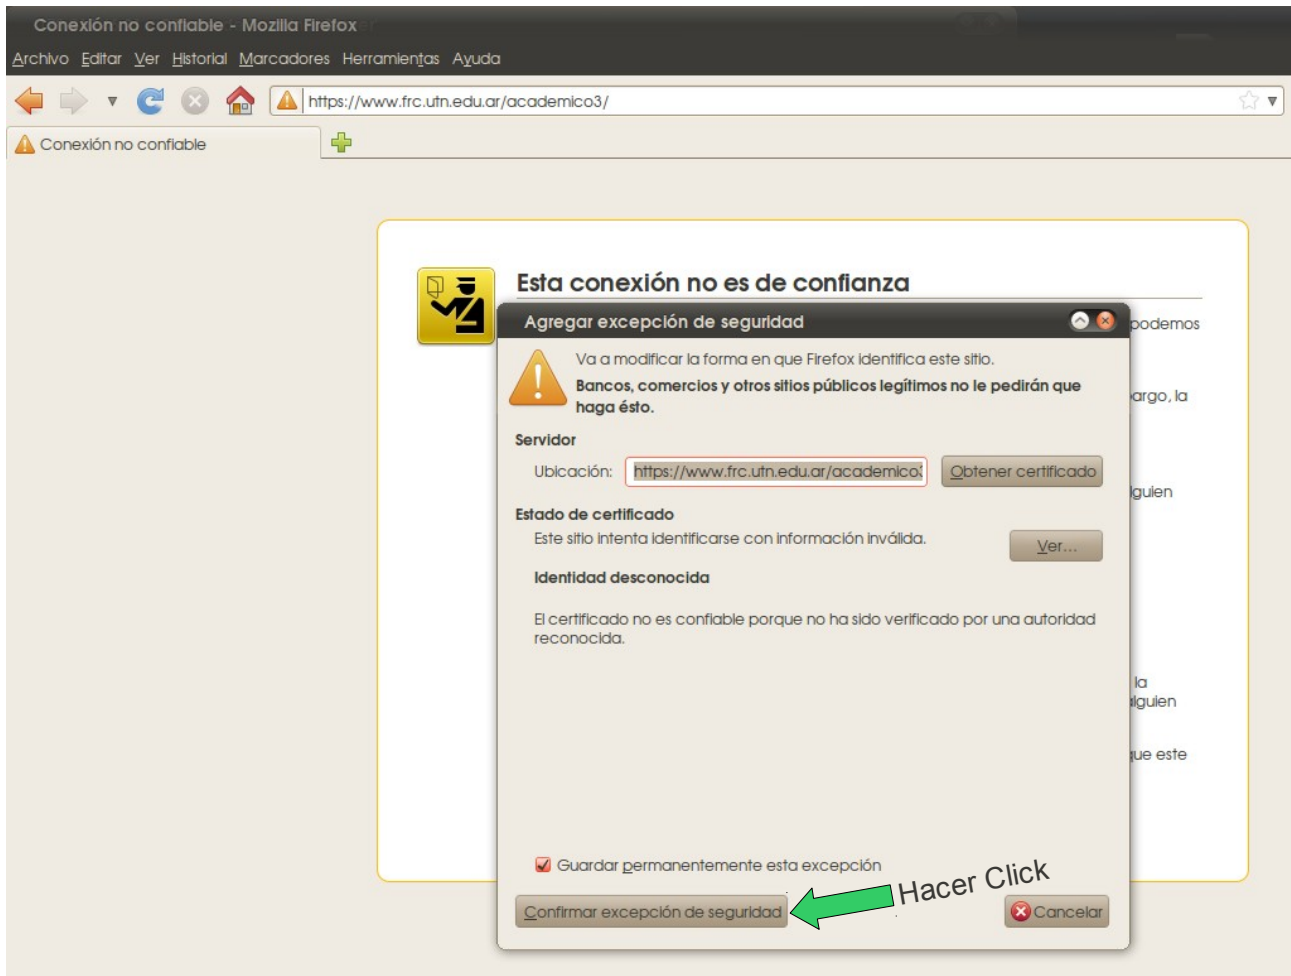 Conexión no confiable - Mozilla Firefox
Archivo Editar Ver Historial Marcadores Herramientas Ayuda
https://www.frc.utn.edu.ar/academico3/
Conexión no confiable
Esta conexión no es de confianza
Agregar excepción de seguridad
podemos
Va a modificar la forma en que Firefox identifica este sitio.
Bancos, comercios y otros sitios públicos legítimos no le pedirán que
haga ésto.
argo, la
Servidor
Ubicación: https://www.frc.utn.edu.ar/academico3 Obtener certificado
lguien
Estado de certificado
Este sitio intenta identificarse con información inválida.
Ver...
Identidad desconocida
El certificado no es confiable porque no ha sido verificado por una autoridad
reconocida.
la
alguien
que este
Guardar permanentemente esta excepción
Hacer Click
Confirmar excepción de seguridad
Cancelar